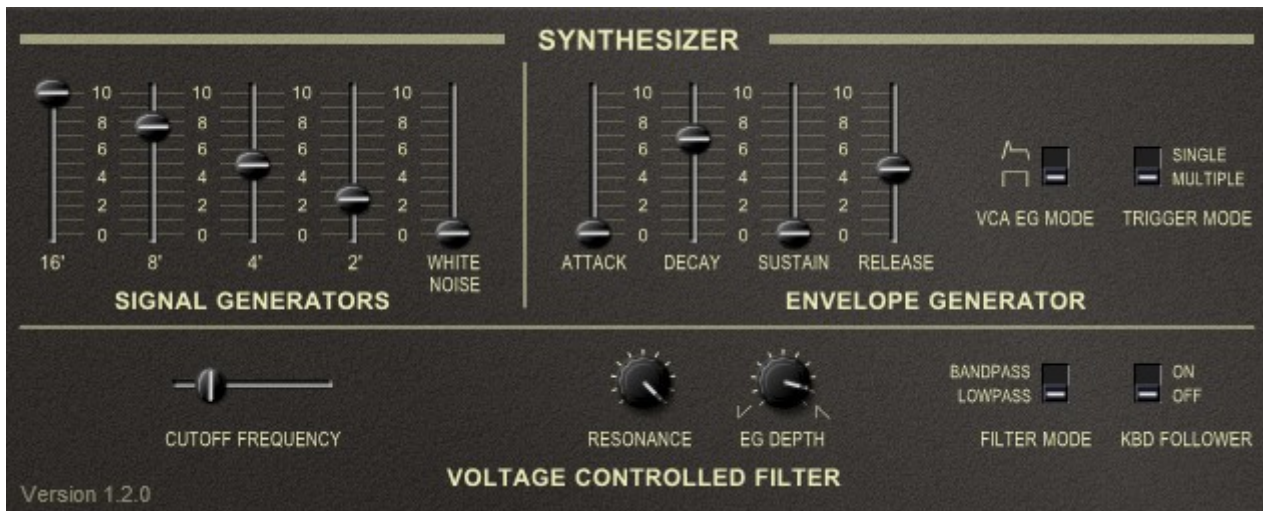 SYNTHESIZER
10 10 10 10 10 10 10
8 8 8 8 8 8 8
6 6 6 6 6 6 6
SINGLE
4 4 4 4 4 4 4
MULTIPLE
2 2 2 2 2 2 2
VCA EG MODE TRIGGER MODE
0 0 0 0 0 0 0
16' 8' 4' 2' WHITE NOISE
ATTACK DECAY SUSTAIN RELEASE
SIGNAL GENERATORS ENVELOPE GENERATOR
BANDPASS ON
LOWPASS OFF
CUTOFF FREQUENCY RESONANCE EG DEPTH FILTER MODE KBD FOLLOWER
VOLTAGE CONTROLLED FILTER
Version 1.2.0